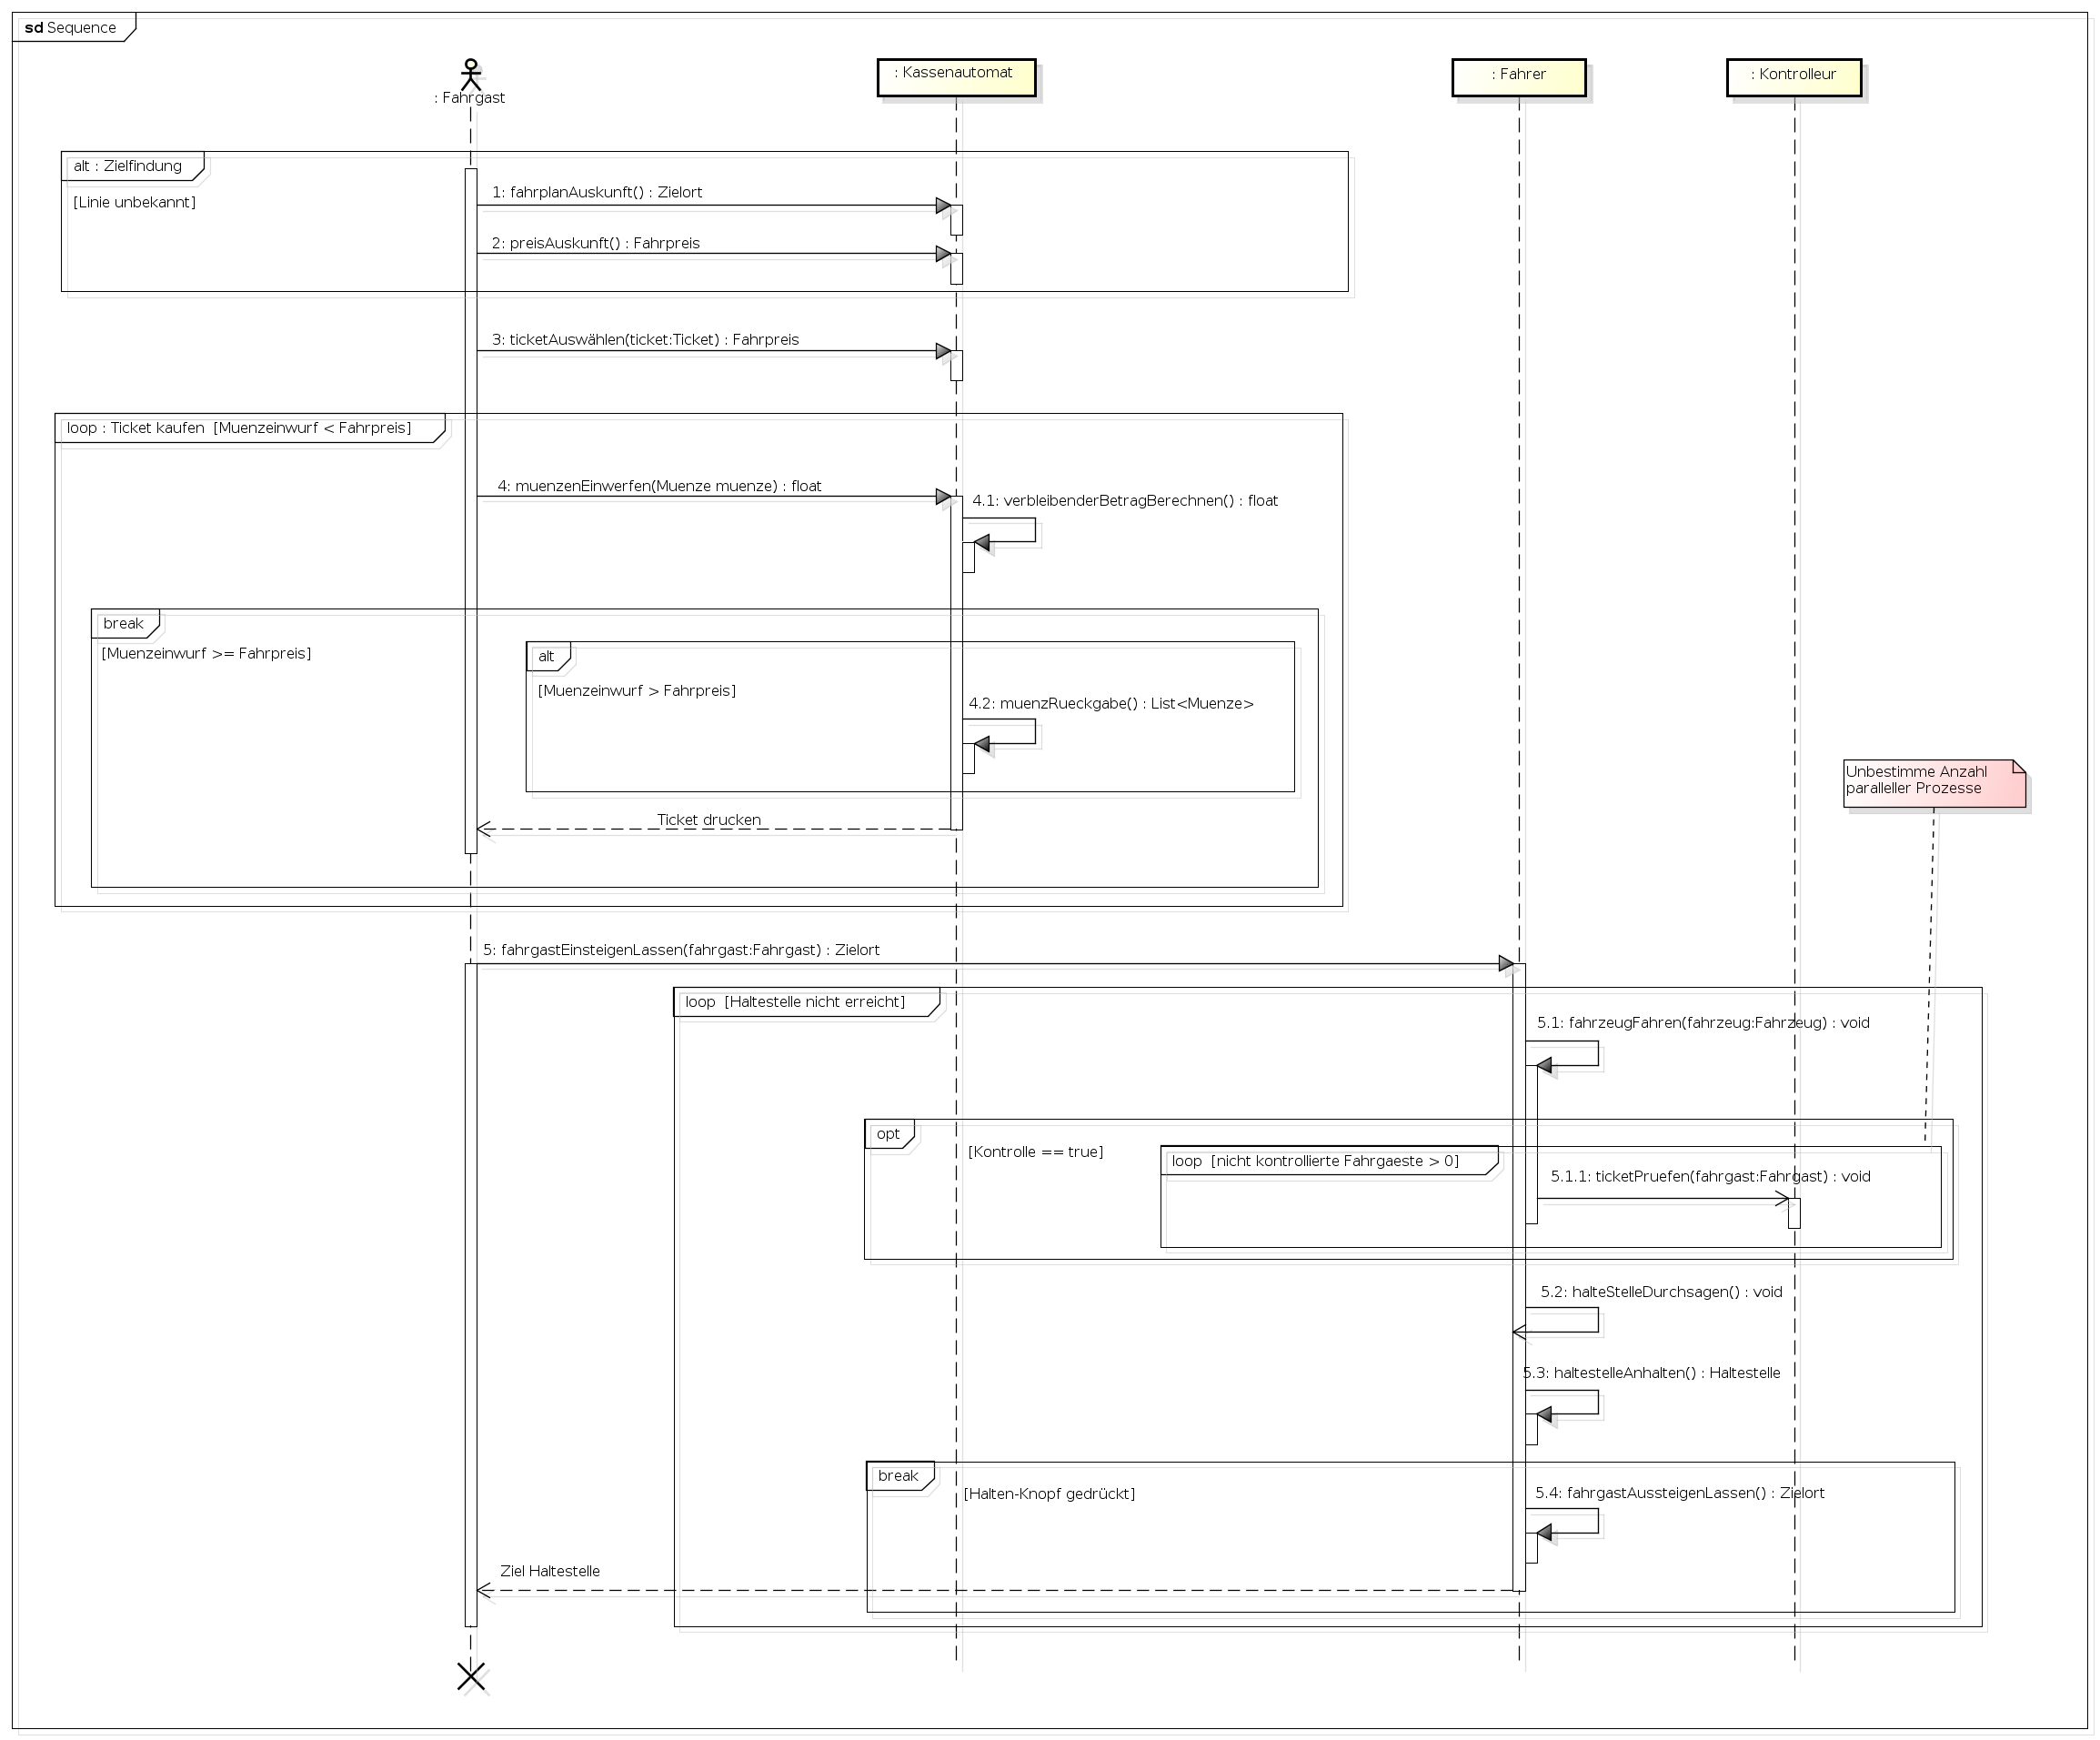 sd Sequence
: Fahrgast
: Kassenautomat
: Fahrer
: Kontrolleur
alt : Zielfindung
[Linie unbekannt]
1: fahrplanAuskunft() : Zielort
2: preisAuskunft() : Fahrpreis
3: ticketAuswählen(ticket:Ticket) : Fahrpreis
loop : Ticket kaufen [Muenzeinwurf < Fahrpreis]
4: muenzenEinwerfen(Muenze muenze) : float
4.1: verbleibenderBetragBerechnen() : float
break
[Muenzeinwurf >= Fahrpreis]
alt
[Muenzeinwurf > Fahrpreis]
4.2: muenzRueckgabe() : List<Muenze>
Unbestimme Anzahl
paralleller Prozesse
Ticket drucken
5: fahrgastEinsteigenLassen(fahrgast:Fahrgast) : Zielort
loop [Haltestelle nicht erreicht]
5.1: fahrzeugFahren(fahrzeug:Fahrzeug) : void
opt
[Kontrolle == true]
loop [nicht kontrollierte Fahrgaeste > 0]
5.1.1: ticketPruefen(fahrgast:Fahrgast) : void
5.2: halteStelleDurchsagen() : void
5.3: haltestelleAnhalten() : Haltestelle
break
[Halten-Knopf gedrückt]
5.4: fahrgastAussteigenLassen() : Zielort
Ziel Haltestelle